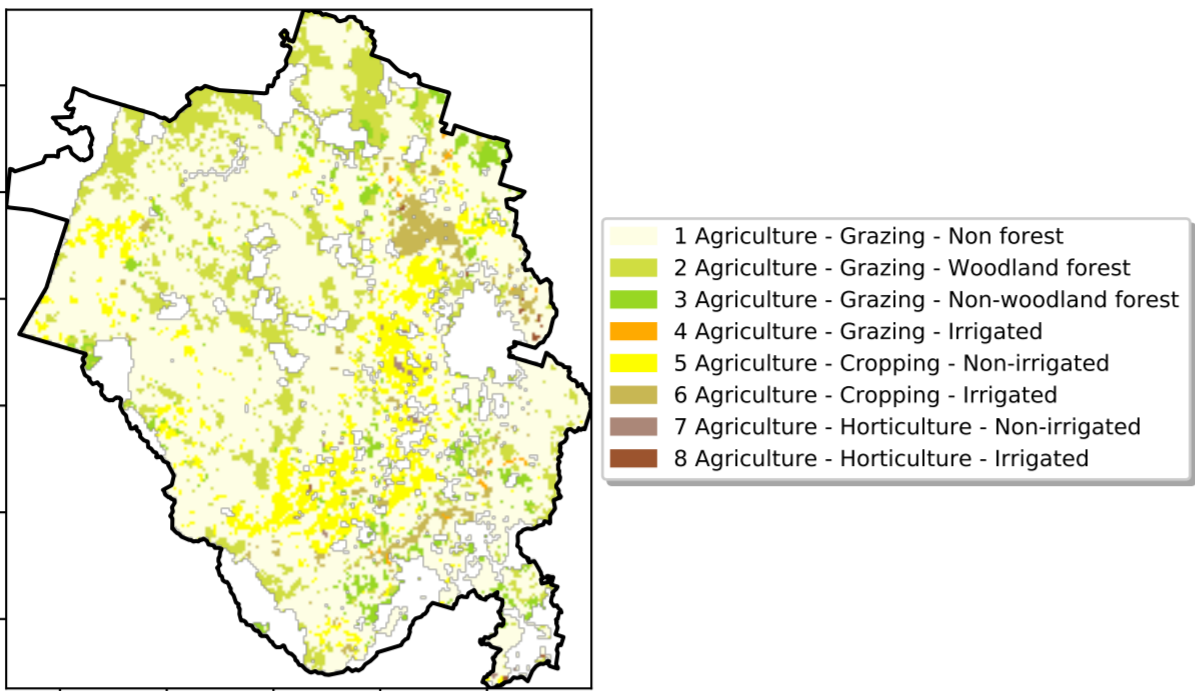 1 Agriculture - Grazing - Non forest
2 Agriculture - Grazing - Woodland forest
3 Agriculture - Grazing - Non-woodland forest
4 Agriculture - Grazing - Irrigated
5 Agriculture - Cropping - Non-irrigated
6 Agriculture - Cropping - Irrigated
7 Agriculture - Horticulture - Non-irrigated
8 Agriculture - Horticulture - Irrigated